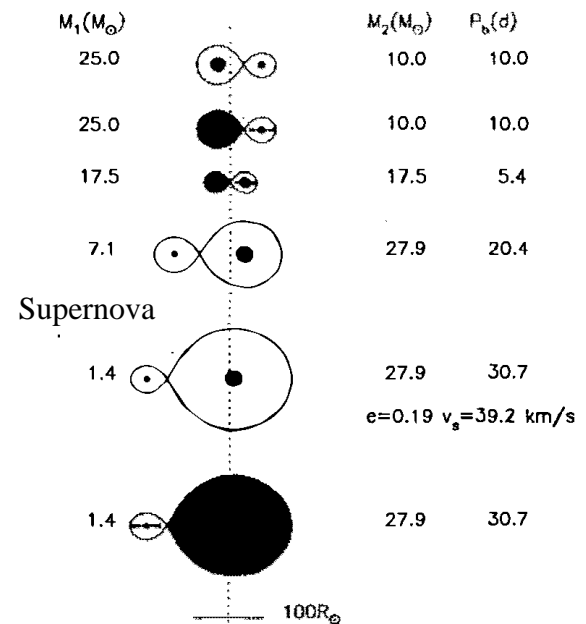 M₁(M☉) M₂(M☉) P_b(d)
25.0 10.0 10.0
25.0 10.0 10.0
17.5 17.5 5.4
7.1 27.9 20.4
Supernova
1.4 27.9 30.7
e=0.19 v_s=39.2 km/s
1.4 27.9 30.7
100R☉